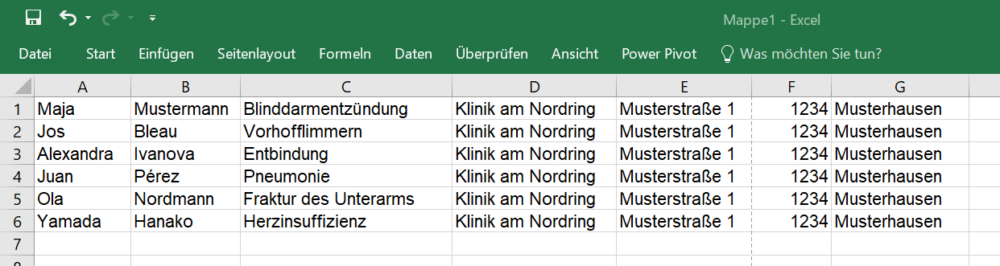 Mappe1 - Excel
Datei Start Einfügen Seitenlayout Formeln Daten Überprüfen Ansicht Power Pivot Was möchten Sie tun?
A B C D E F G
1 Maja Mustermann Blinddarmentzündung Klinik am Nordring Musterstraße 1 1234 Musterhausen
2 Jos Bleau Vorhofflimmern Klinik am Nordring Musterstraße 1 1234 Musterhausen
3 Alexandra Ivanova Entbindung Klinik am Nordring Musterstraße 1 1234 Musterhausen
4 Juan Pérez Pneumonie Klinik am Nordring Musterstraße 1 1234 Musterhausen
5 Ola Nordmann Fraktur des Unterarms Klinik am Nordring Musterstraße 1 1234 Musterhausen
6 Yamada Hanako Herzinsuffizienz Klinik am Nordring Musterstraße 1 1234 Musterhausen
7
8